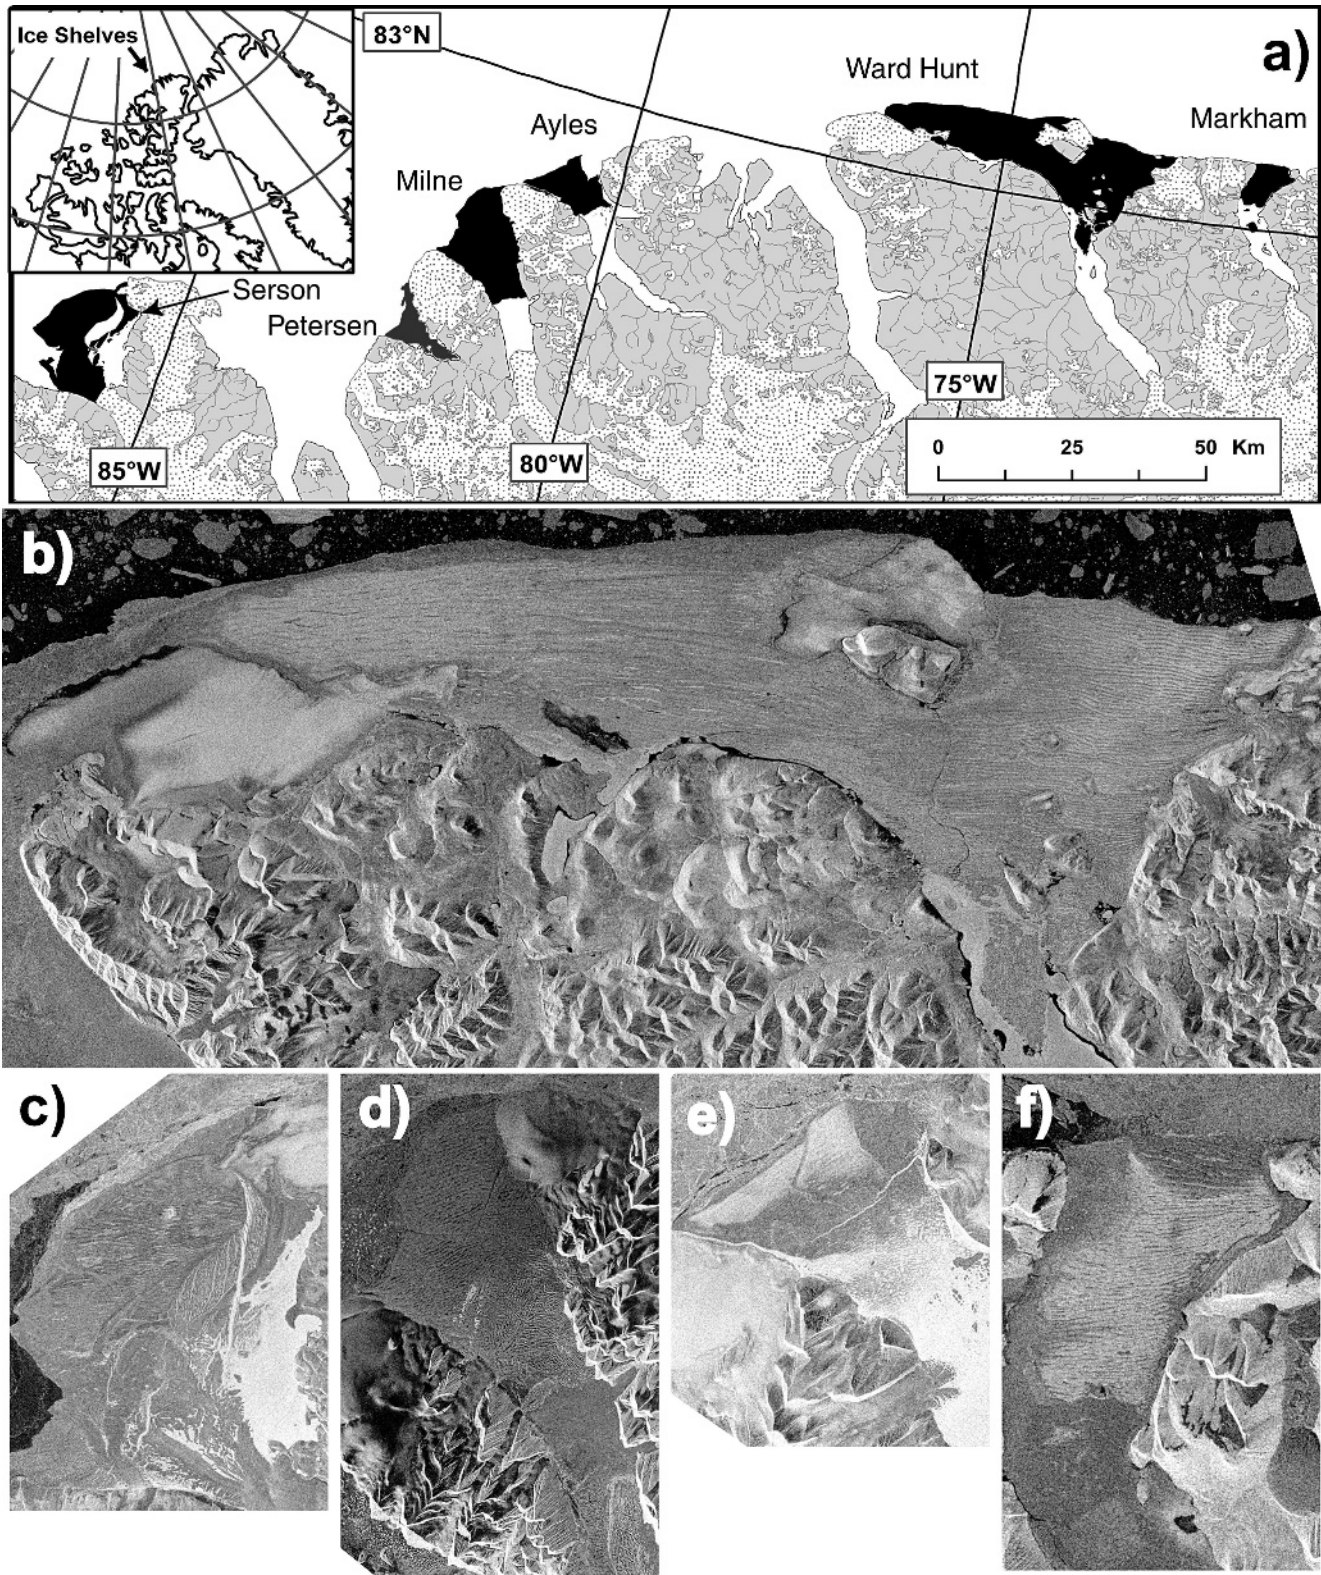 Ice Shelves
83°N
a)
Ward Hunt
Markham
Ayles
Milne
Serson
Petersen
85°W
80°W
75°W
0 25 50 Km
b)
c)
d)
e)
f)